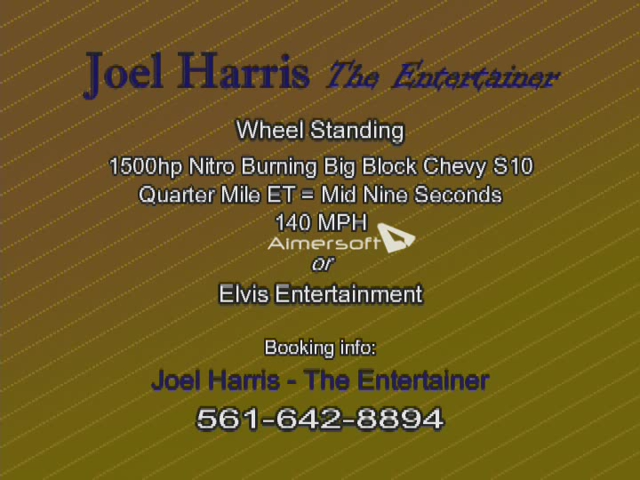 Joel Harris The Entertainer
Wheel Standing
1500hp Nitro Burning Big Block Chevy S10
Quarter Mile ET = Mid Nine Seconds
140 MPH
Aimersoft
or
Elvis Entertainment
Booking info:
Joel Harris - The Entertainer
561-642-8894